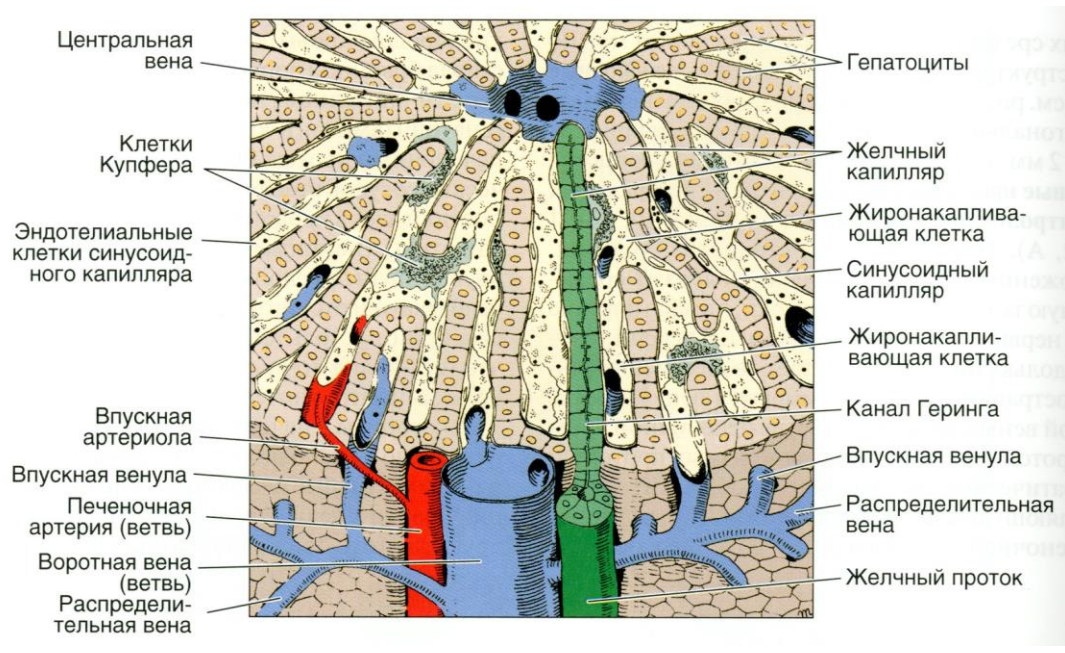 Центральная
вена
Клетки
Купфера
Эндотелиальные
клетки синусоид-
ного капилляра
Впускная
артериола
Впускная венула
Печеночная
артерия (ветвь)
Воротная вена
(ветвь)
Распредели-
тельная вена
Гепатоциты
Желчный
капилляр
Жиронакаплива-
ющая клетка
Синусоидный
капилляр
Жиронакапли-
вающая клетка
Канал Геринга
Впускная венула
Распределительная
вена
Желчный проток